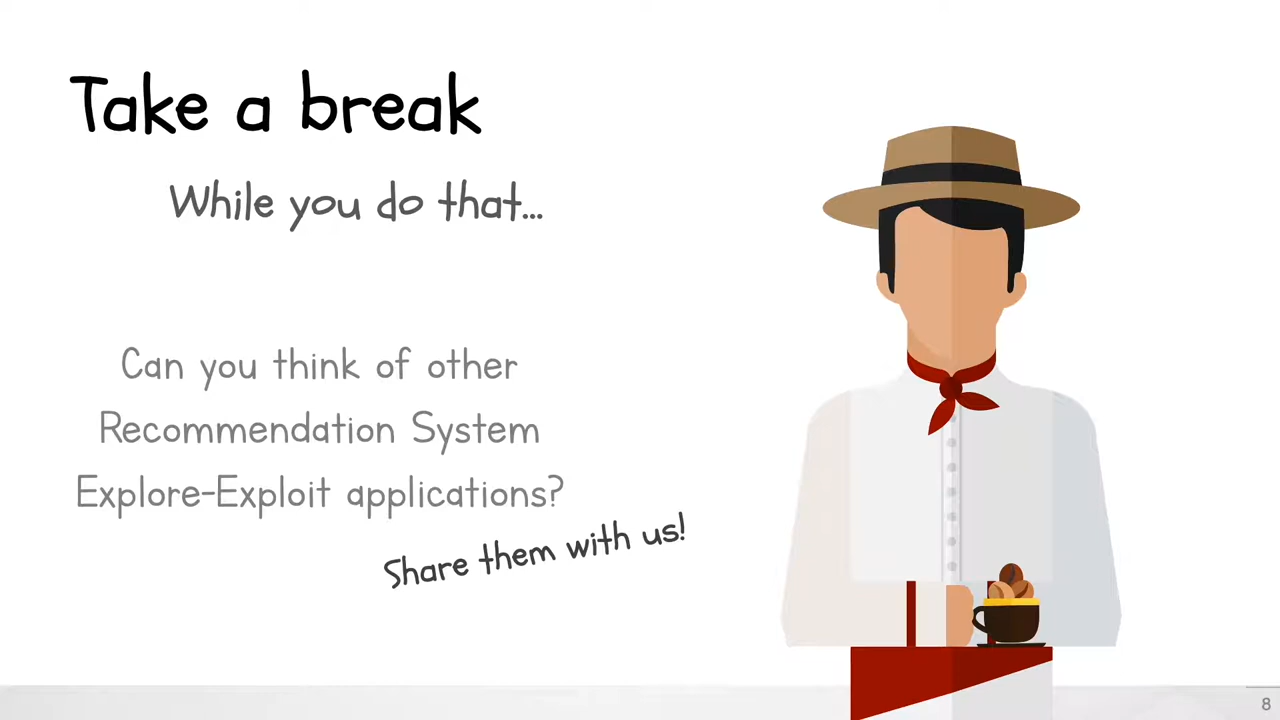 Take a break
While you do that...
Can you think of other
Recommendation System
Explore-Exploit applications?
Share them with us!
8